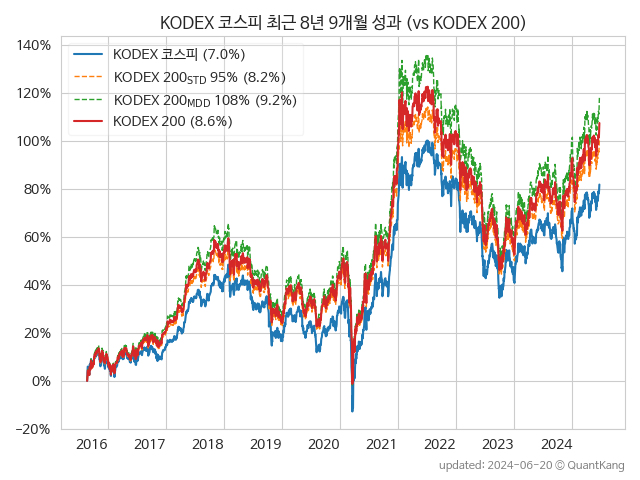 KODEX 코스피 최근 8년 9개월 성과 (vs KODEX 200)
140%
120%
100%
80%
60%
40%
20%
0%
−20%
KODEX 코스피 (7.0%)
KODEX 200STD 95% (8.2%)
KODEX 200MDD 108% (9.2%)
KODEX 200 (8.6%)
2016 2017 2018 2019 2020 2021 2022 2023 2024
updated: 2024-06-20 ⓒ QuantKang